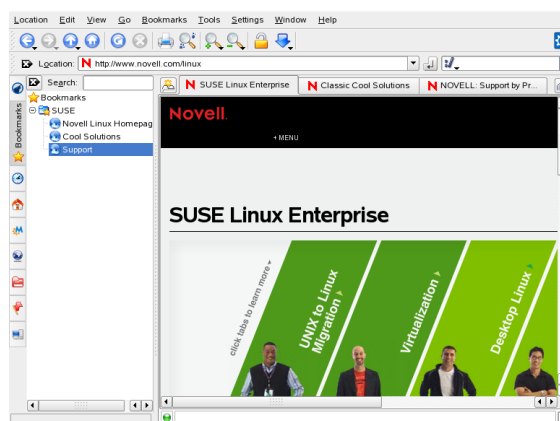 Location Edit View Go Bookmarks Tools Settings Window Help
Location: N http://www.novell.com/linux
Search:
SUSE Linux Enterprise
Classic Cool Solutions
NOVELL: Support by Pr...
Bookmarks
Bookmarks
SUSE
Novell Linux Homepag
Cool Solutions
Support
Novell.
+ MENU
SUSE Linux Enterprise
click tabs to learn more
UNIX to Linux
Migration
Virtualization
Desktop Linux